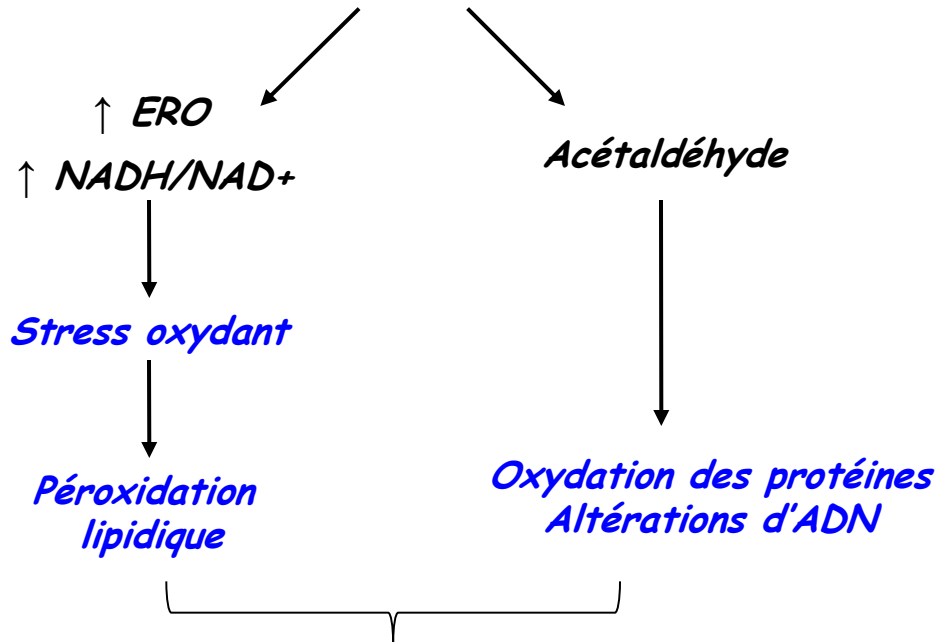 ↑ ERO
↑ NADH/NAD+
Acétaldéhyde
Stress oxydant
Péroxidation
lipidique
Oxydation des protéines
Altérations d'ADN